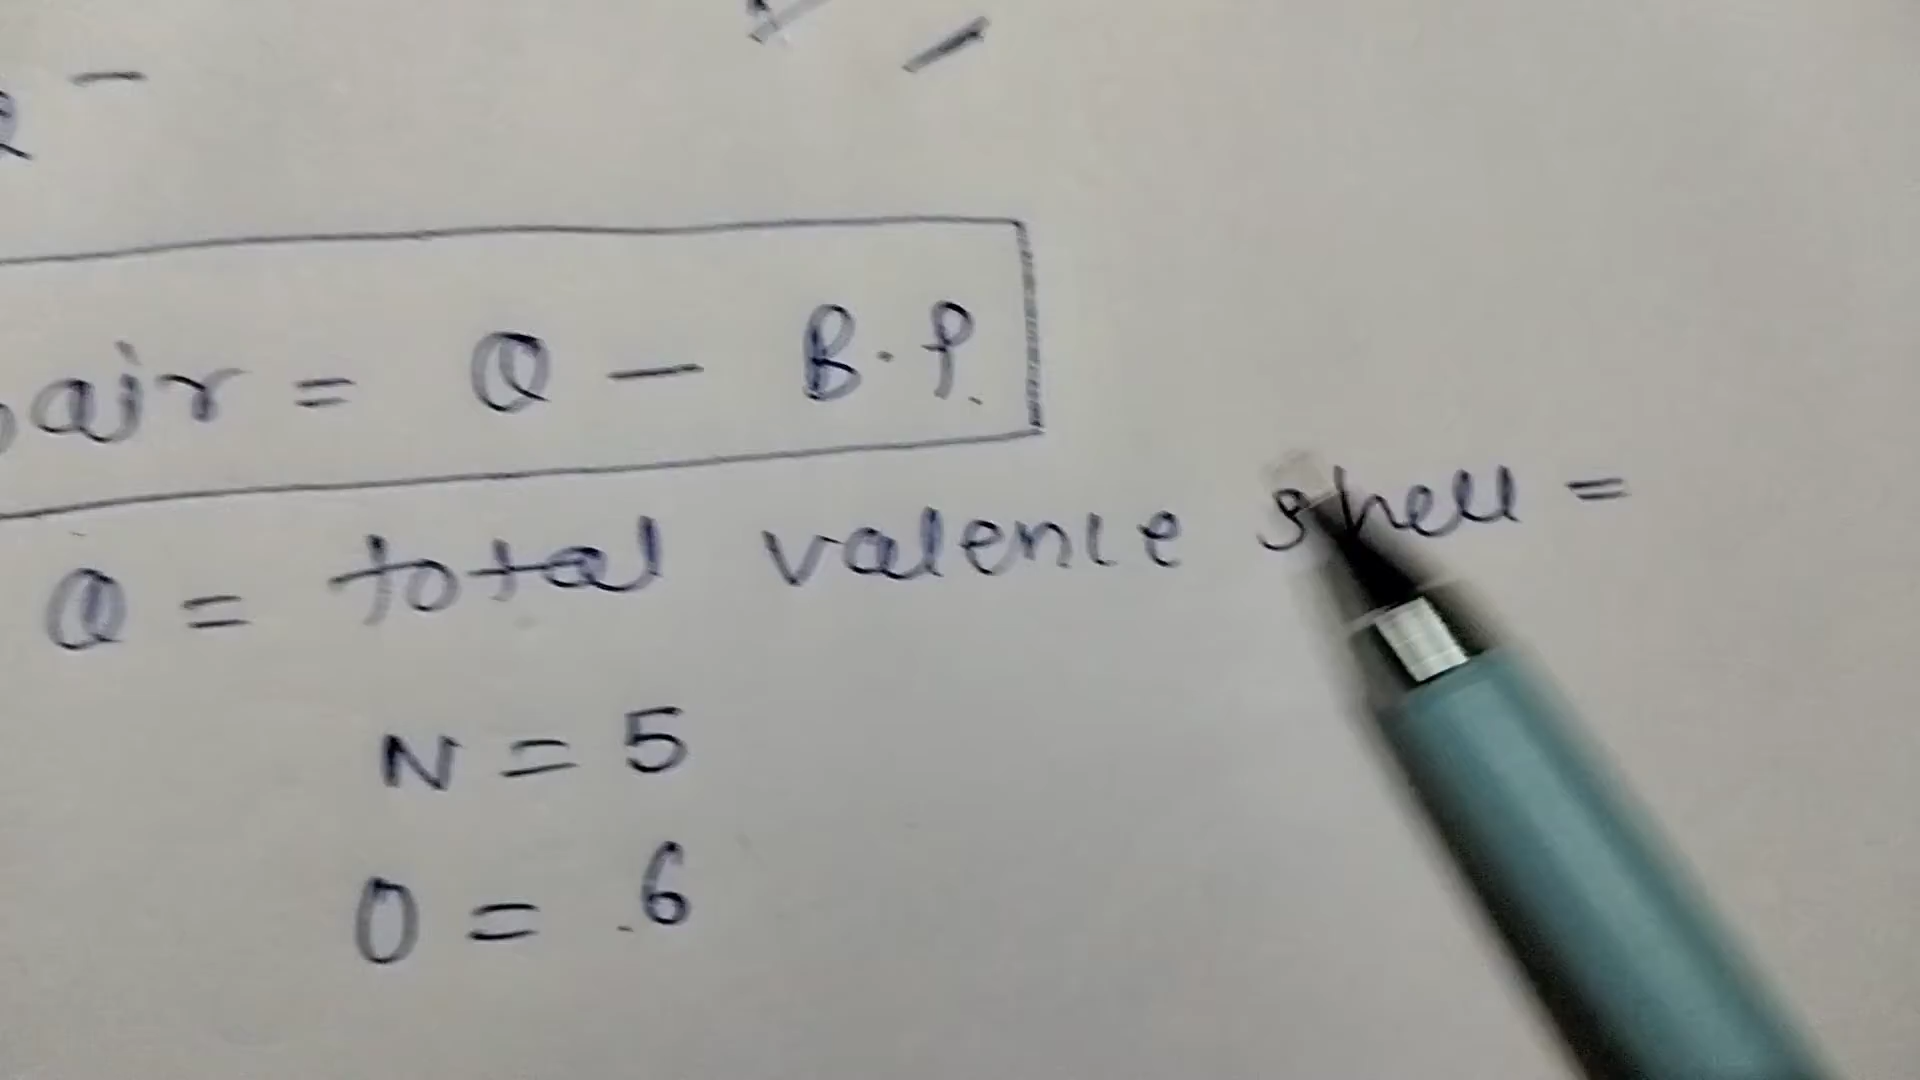 air = Q - B.P.
Q = total valence shell =
N = 5
O = 6